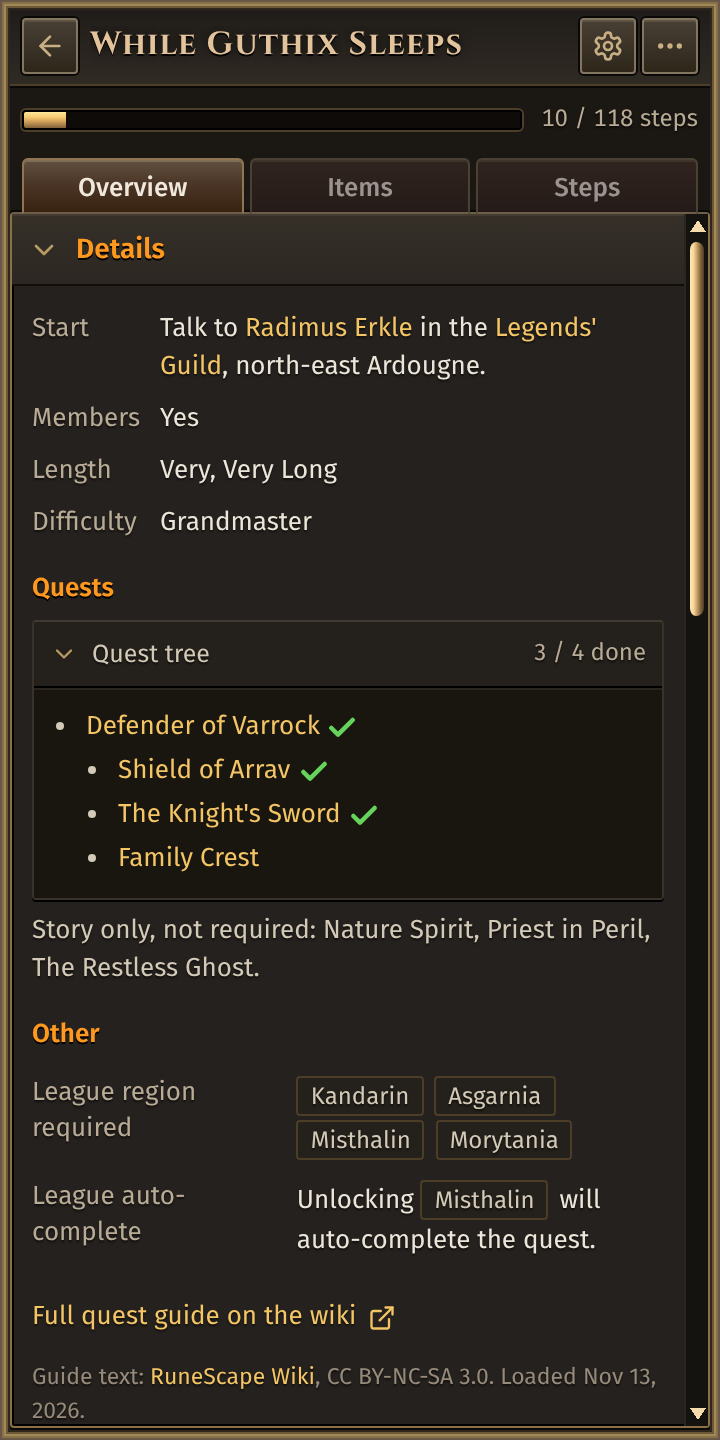 While Guthix Sleeps
10 / 118 steps
Overview
Items
Steps
Details
Start
Talk to Radimus Erkle in the Legends'
Guild, north-east Ardougne.
Members
Yes
Length
Very, Very Long
Difficulty
Grandmaster
Quests
Quest tree
3 / 4 done
Defender of Varrock
Shield of Arrav
The Knight's Sword
Family Crest
Story only, not required: Nature Spirit, Priest in Peril,
The Restless Ghost.
Other
League region
required
Kandarin
Asgarnia
Misthalin
Morytania
League auto-
complete
Unlocking Misthalin will
auto-complete the quest.
Full quest guide on the wiki
Guide text: RuneScape Wiki, CC BY-NC-SA 3.0. Loaded Nov 13,
2026.